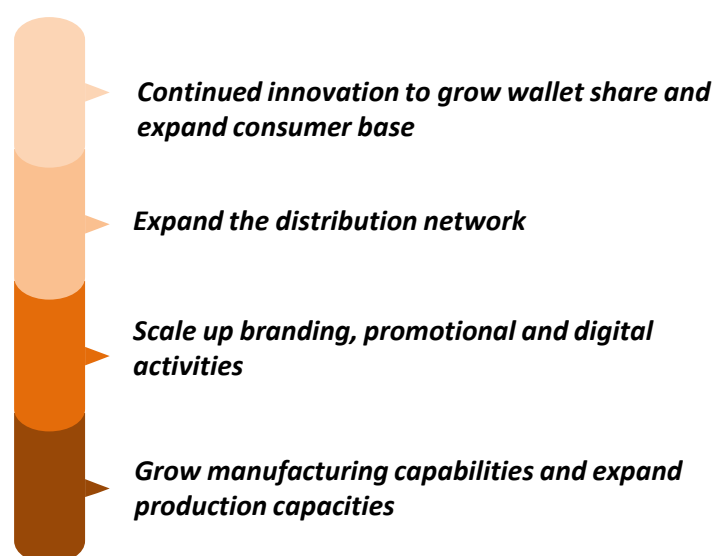 Continued innovation to grow wallet share and
expand consumer base
Expand the distribution network
Scale up branding, promotional and digital
activities
Grow manufacturing capabilities and expand
production capacities